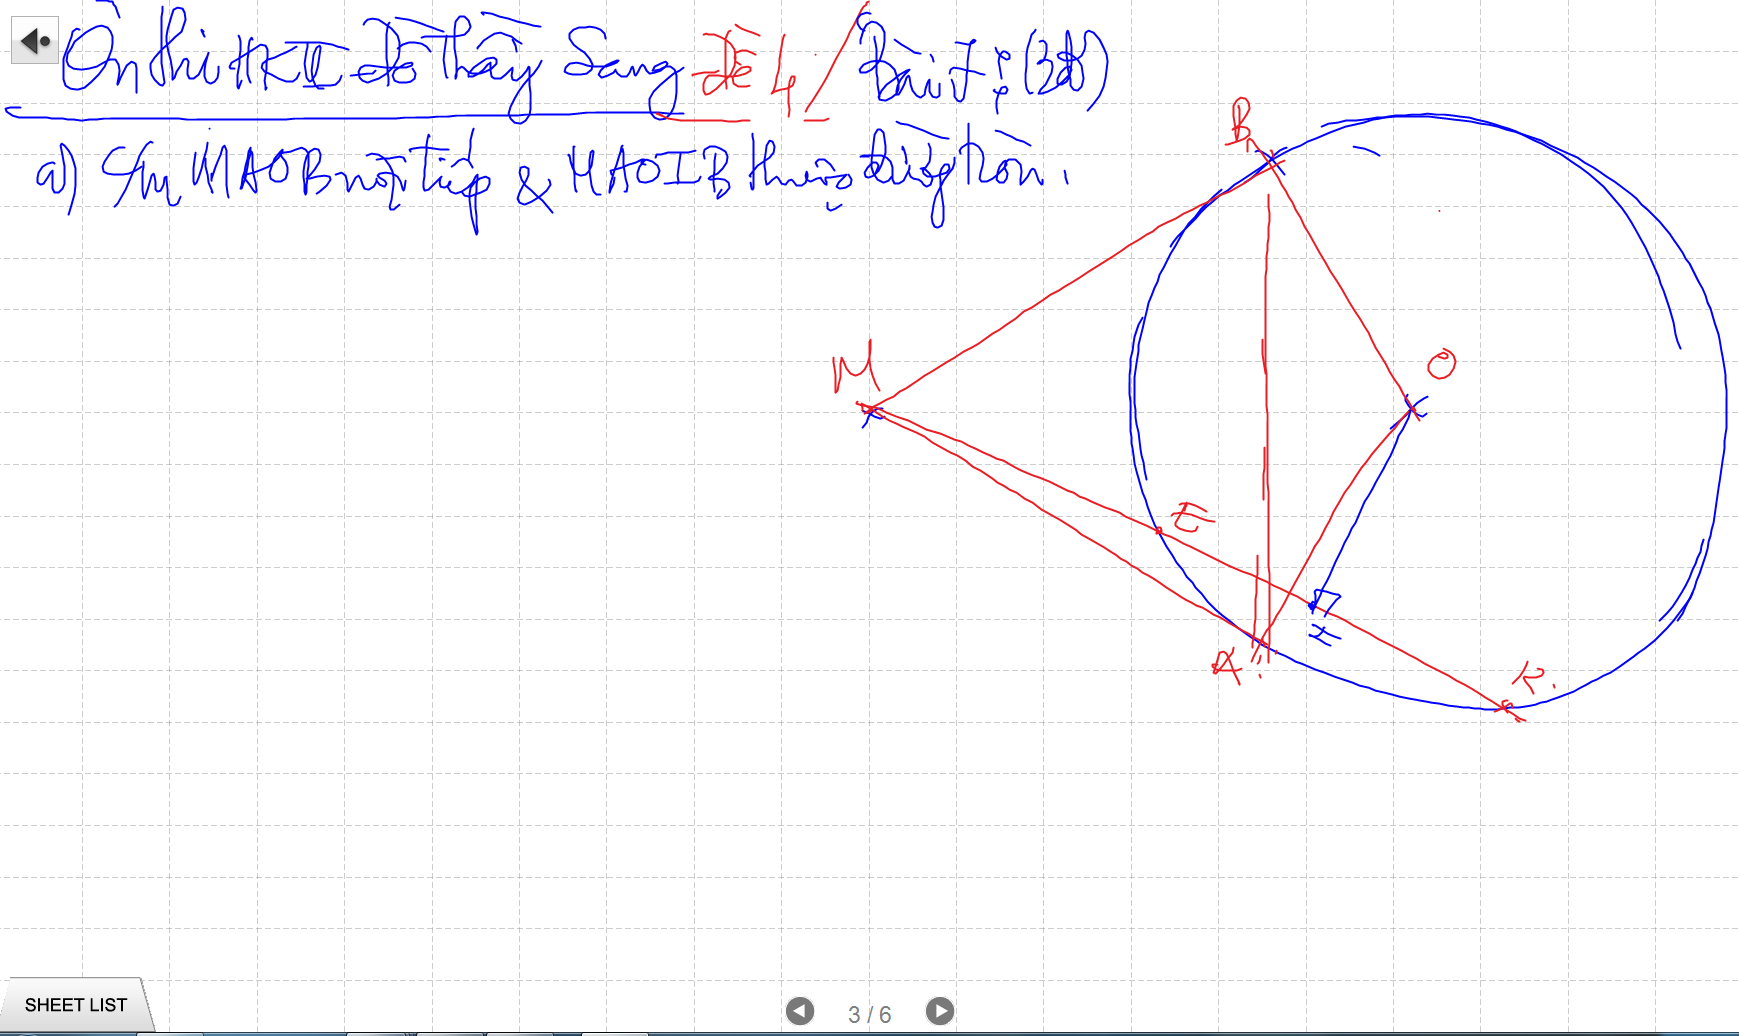 Ôn thi HKII đề Thầy Sang đề 4/ Bài 7: (3đ)
a) C/m MAOB nội tiếp & MAOIB thuộc đường tròn.
B
O
M
E
I
A
K
SHEET LIST
3 / 6